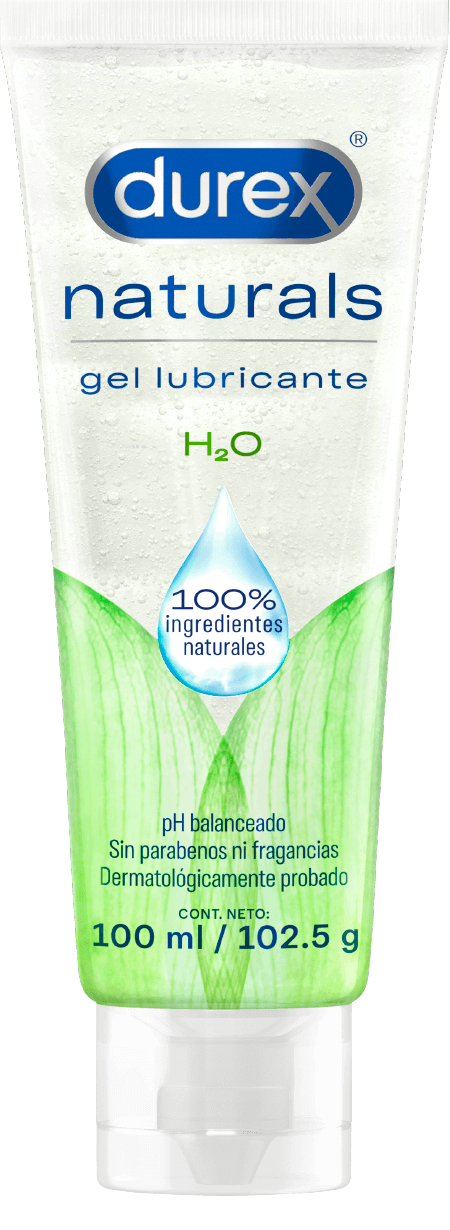 durex®
naturals
gel lubricante
H₂O
100%
ingredientes
naturales
pH balanceado
Sin parabenos ni fragancias
Dermatológicamente probado
CONT. NETO:
100 ml / 102.5 g